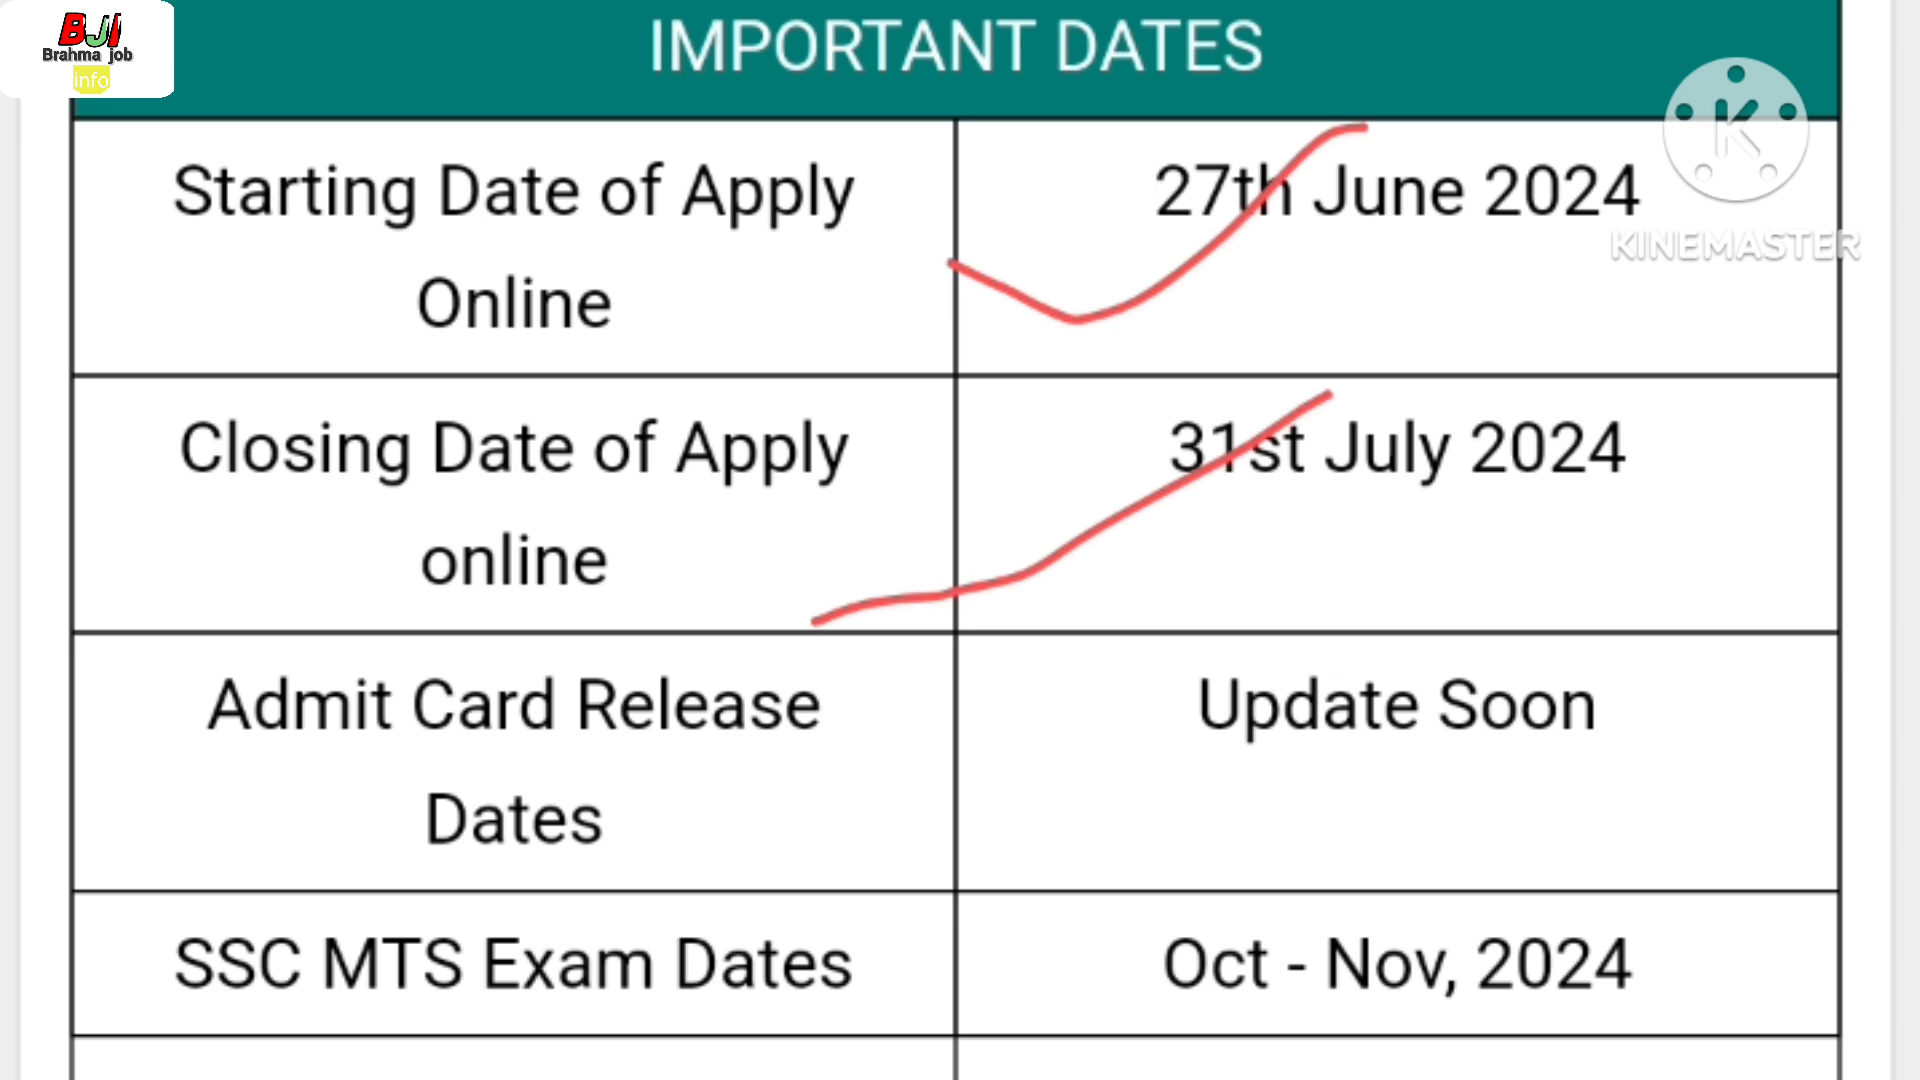 BJI
Brahma job
info
IMPORTANT DATES
Starting Date of Apply
Online
27th June 2024
KINEMASTER
Closing Date of Apply
online
31st July 2024
Admit Card Release
Dates
Update Soon
SSC MTS Exam Dates
Oct - Nov, 2024